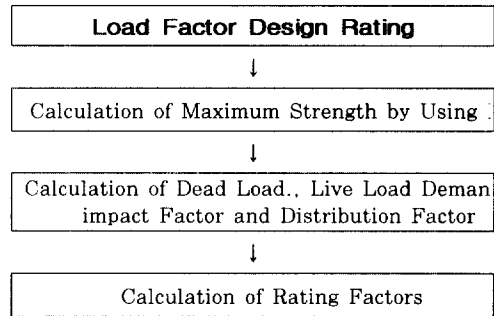 Load Factor Design Rating
↓
Calculation of Maximum Strength by Using
↓
Calculation of Dead Load., Live Load Deman
impact Factor and Distribution Factor
↓
Calculation of Rating Factors